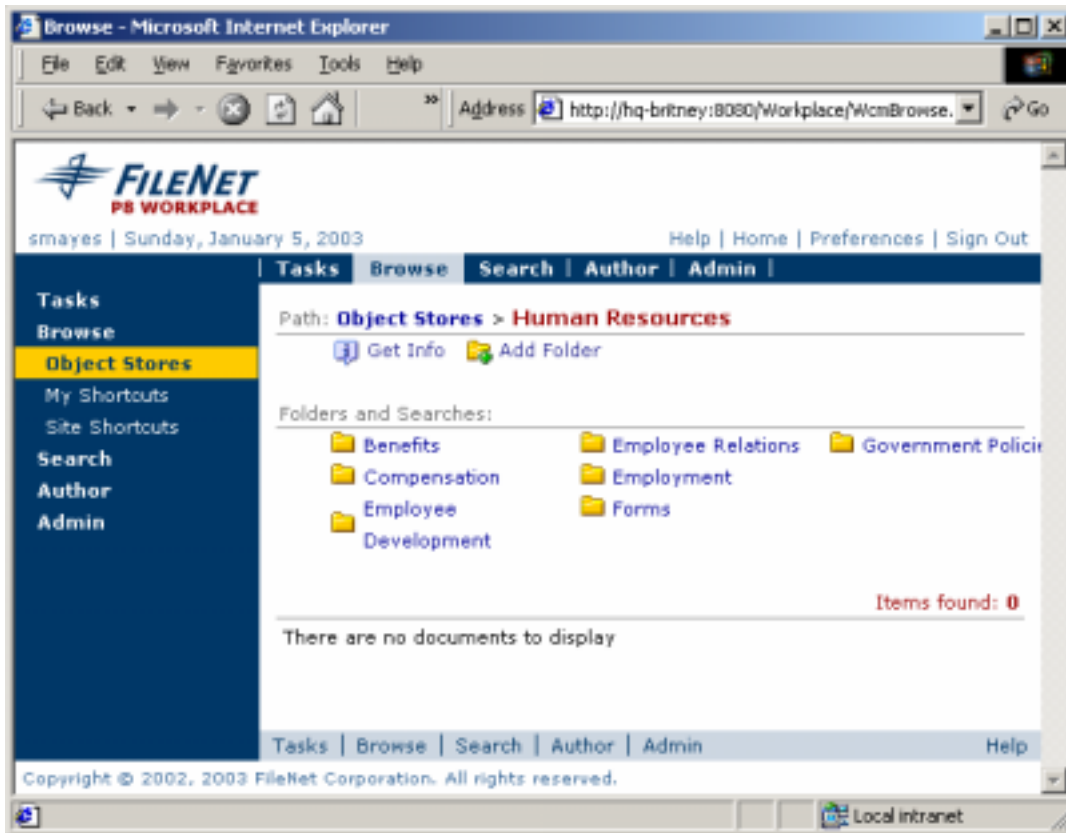 Browse - Microsoft Internet Explorer
File Edit View Favorites Tools Help
Back » Address http://hq-britney:8080/Workplace/WcmBrowse. Go
FILENET
P8 WORKPLACE
smayes | Sunday, January 5, 2003 Help | Home | Preferences | Sign Out
| Tasks Browse Search | Author | Admin |
Tasks
Browse
Object Stores
My Shortcuts
Site Shortcuts
Search
Author
Admin
Path: Object Stores > Human Resources
Get Info Add Folder
Folders and Searches:
Benefits Employee Relations Government Policie
Compensation Employment
Employee Forms
Development
Items found: 0
There are no documents to display
Tasks | Browse | Search | Author | Admin Help
Copyright © 2002, 2003 FileNet Corporation. All rights reserved.
Local intranet